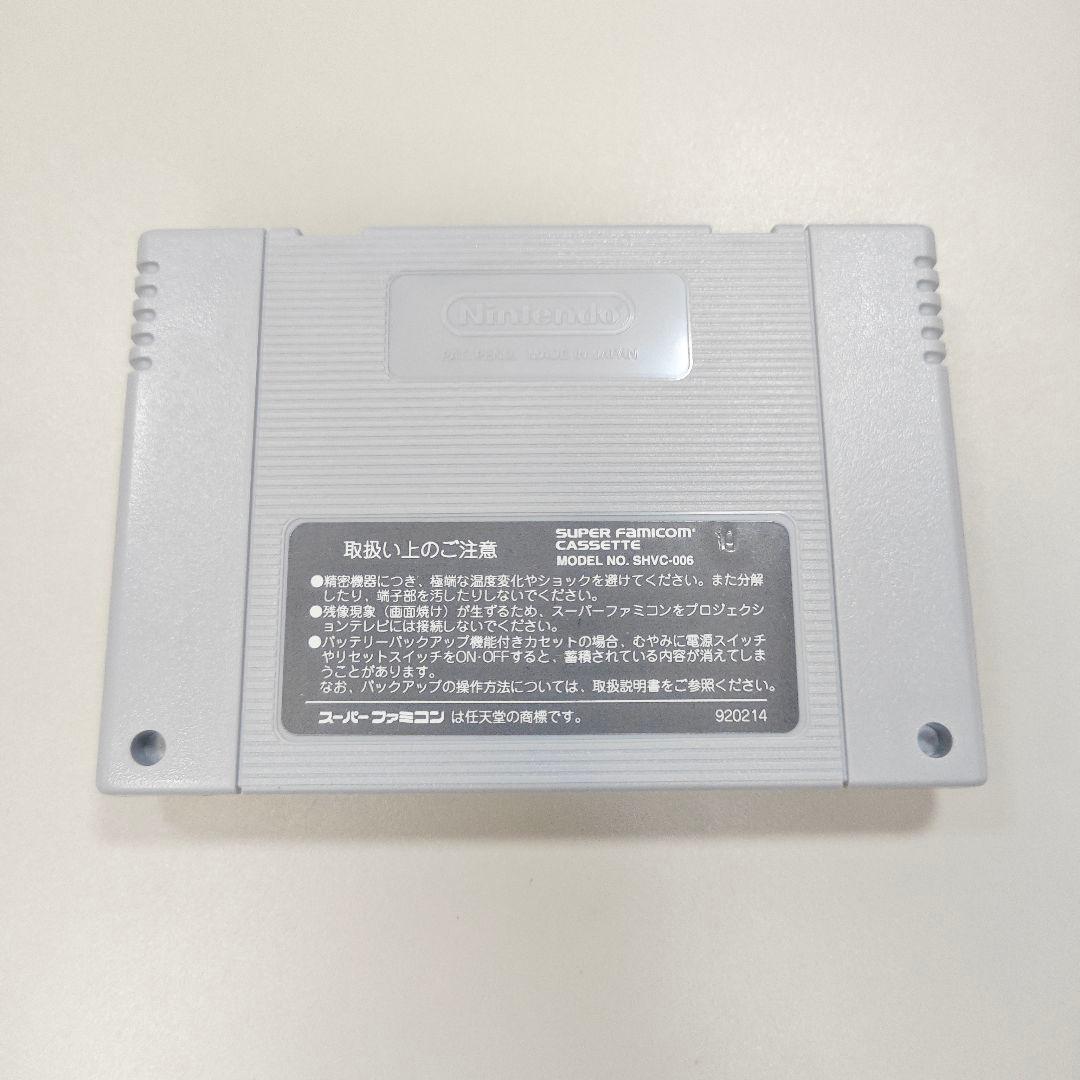 Nintendo
PAT. PEND. MADE IN JAPAN
取扱い上のご注意
SUPER FAMICOM
CASSETTE
MODEL NO. SHVC-006
19
●精密機器につき、極端な温度変化やショックを避けてください。また分解
したり、端子部を汚したりしないでください。
●残像現象（画面焼け）が生ずるため、スーパーファミコンをプロジェクシ
ョンテレビには接続しないでください。
●バッテリーバックアップ機能付きカセットの場合、むやみに電源スイッチ
やリセットスイッチをON-OFFすると、蓄積されている内容が消えてしま
うことがあります。
なお、バックアップの操作方法については、取扱説明書をご参照ください。
スーパーファミコン は任天堂の商標です。
920214